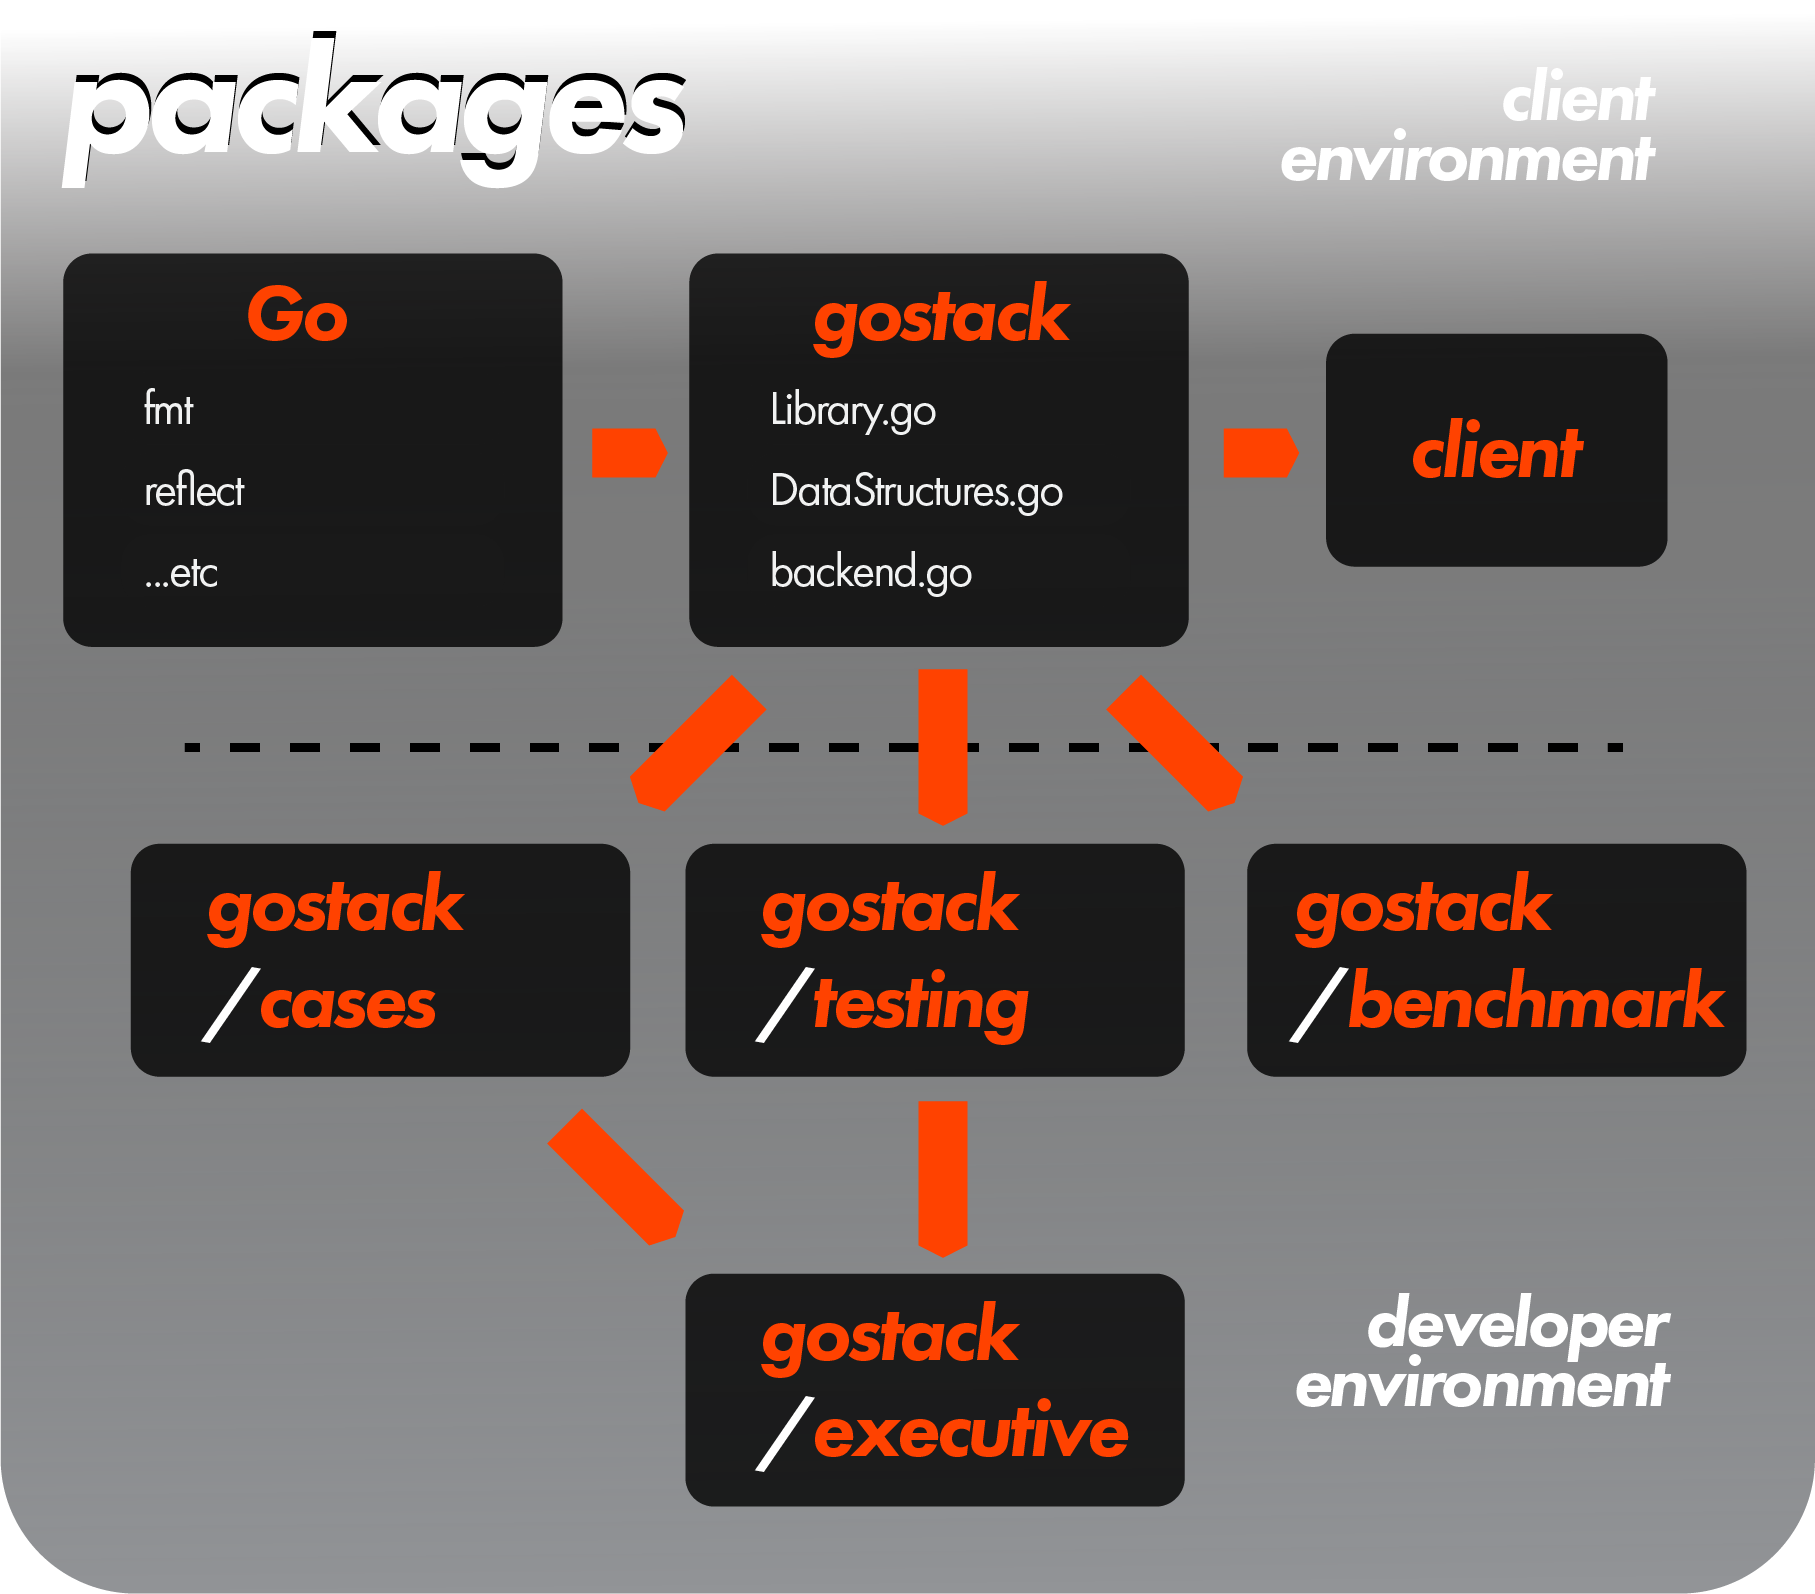 packages
client
environment
Go
fmt
reflect
...etc
gostack
Library.go
DataStructures.go
backend.go
client
gostack
/cases
gostack
/testing
gostack
/benchmark
gostack
/executive
developer
environment